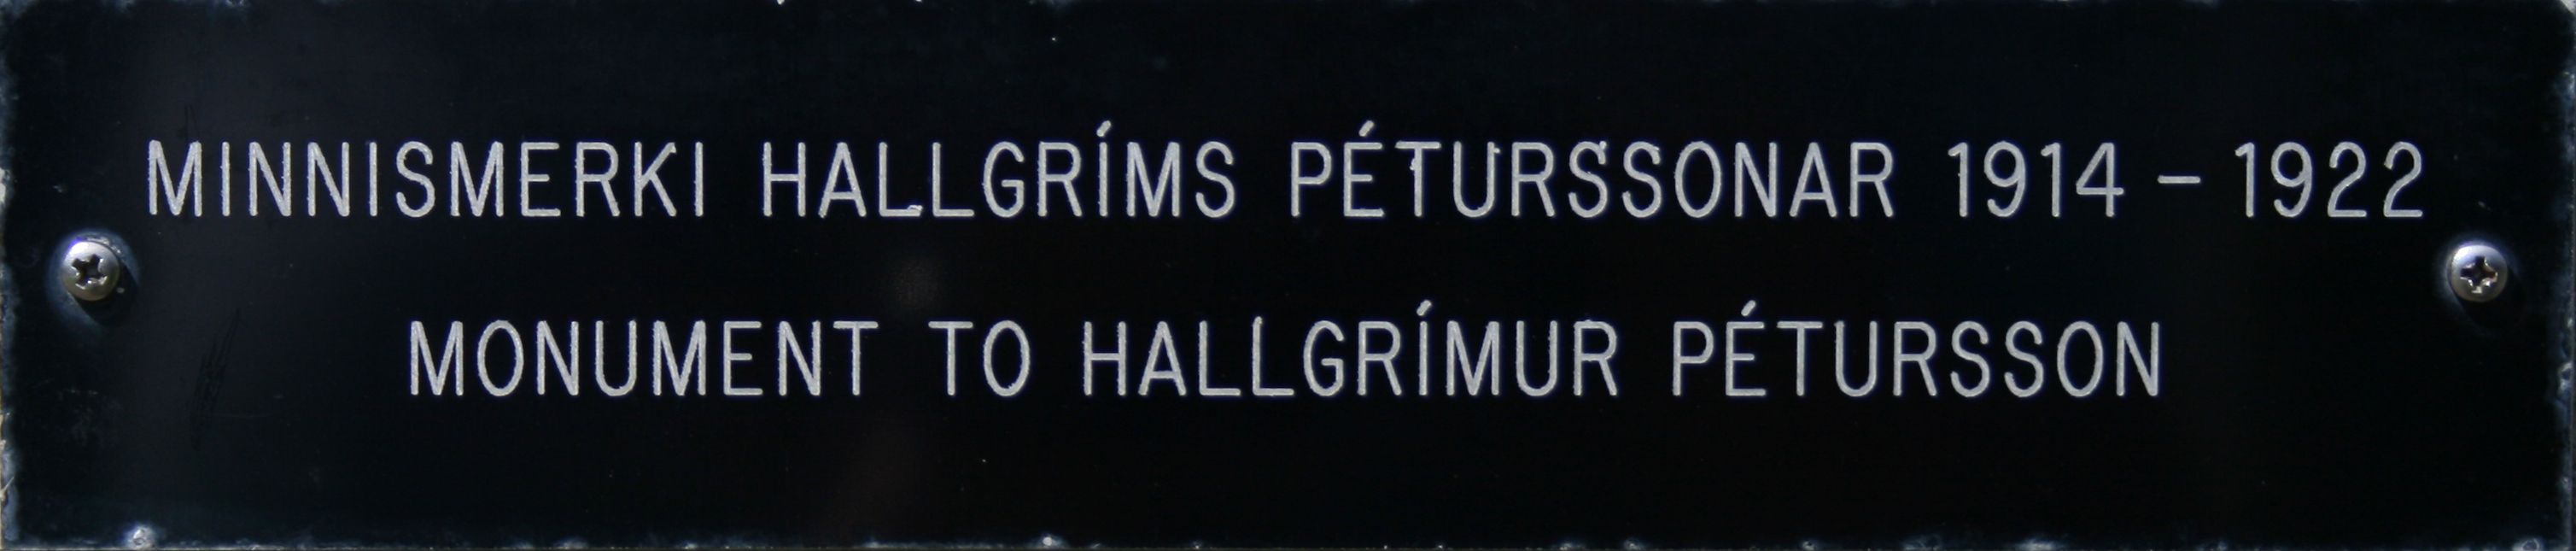 MINNISMERKI HALLGRÍMS PÉTURSSONAR 1914 – 1922
MONUMENT TO HALLGRÍMUR PÉTURSSON